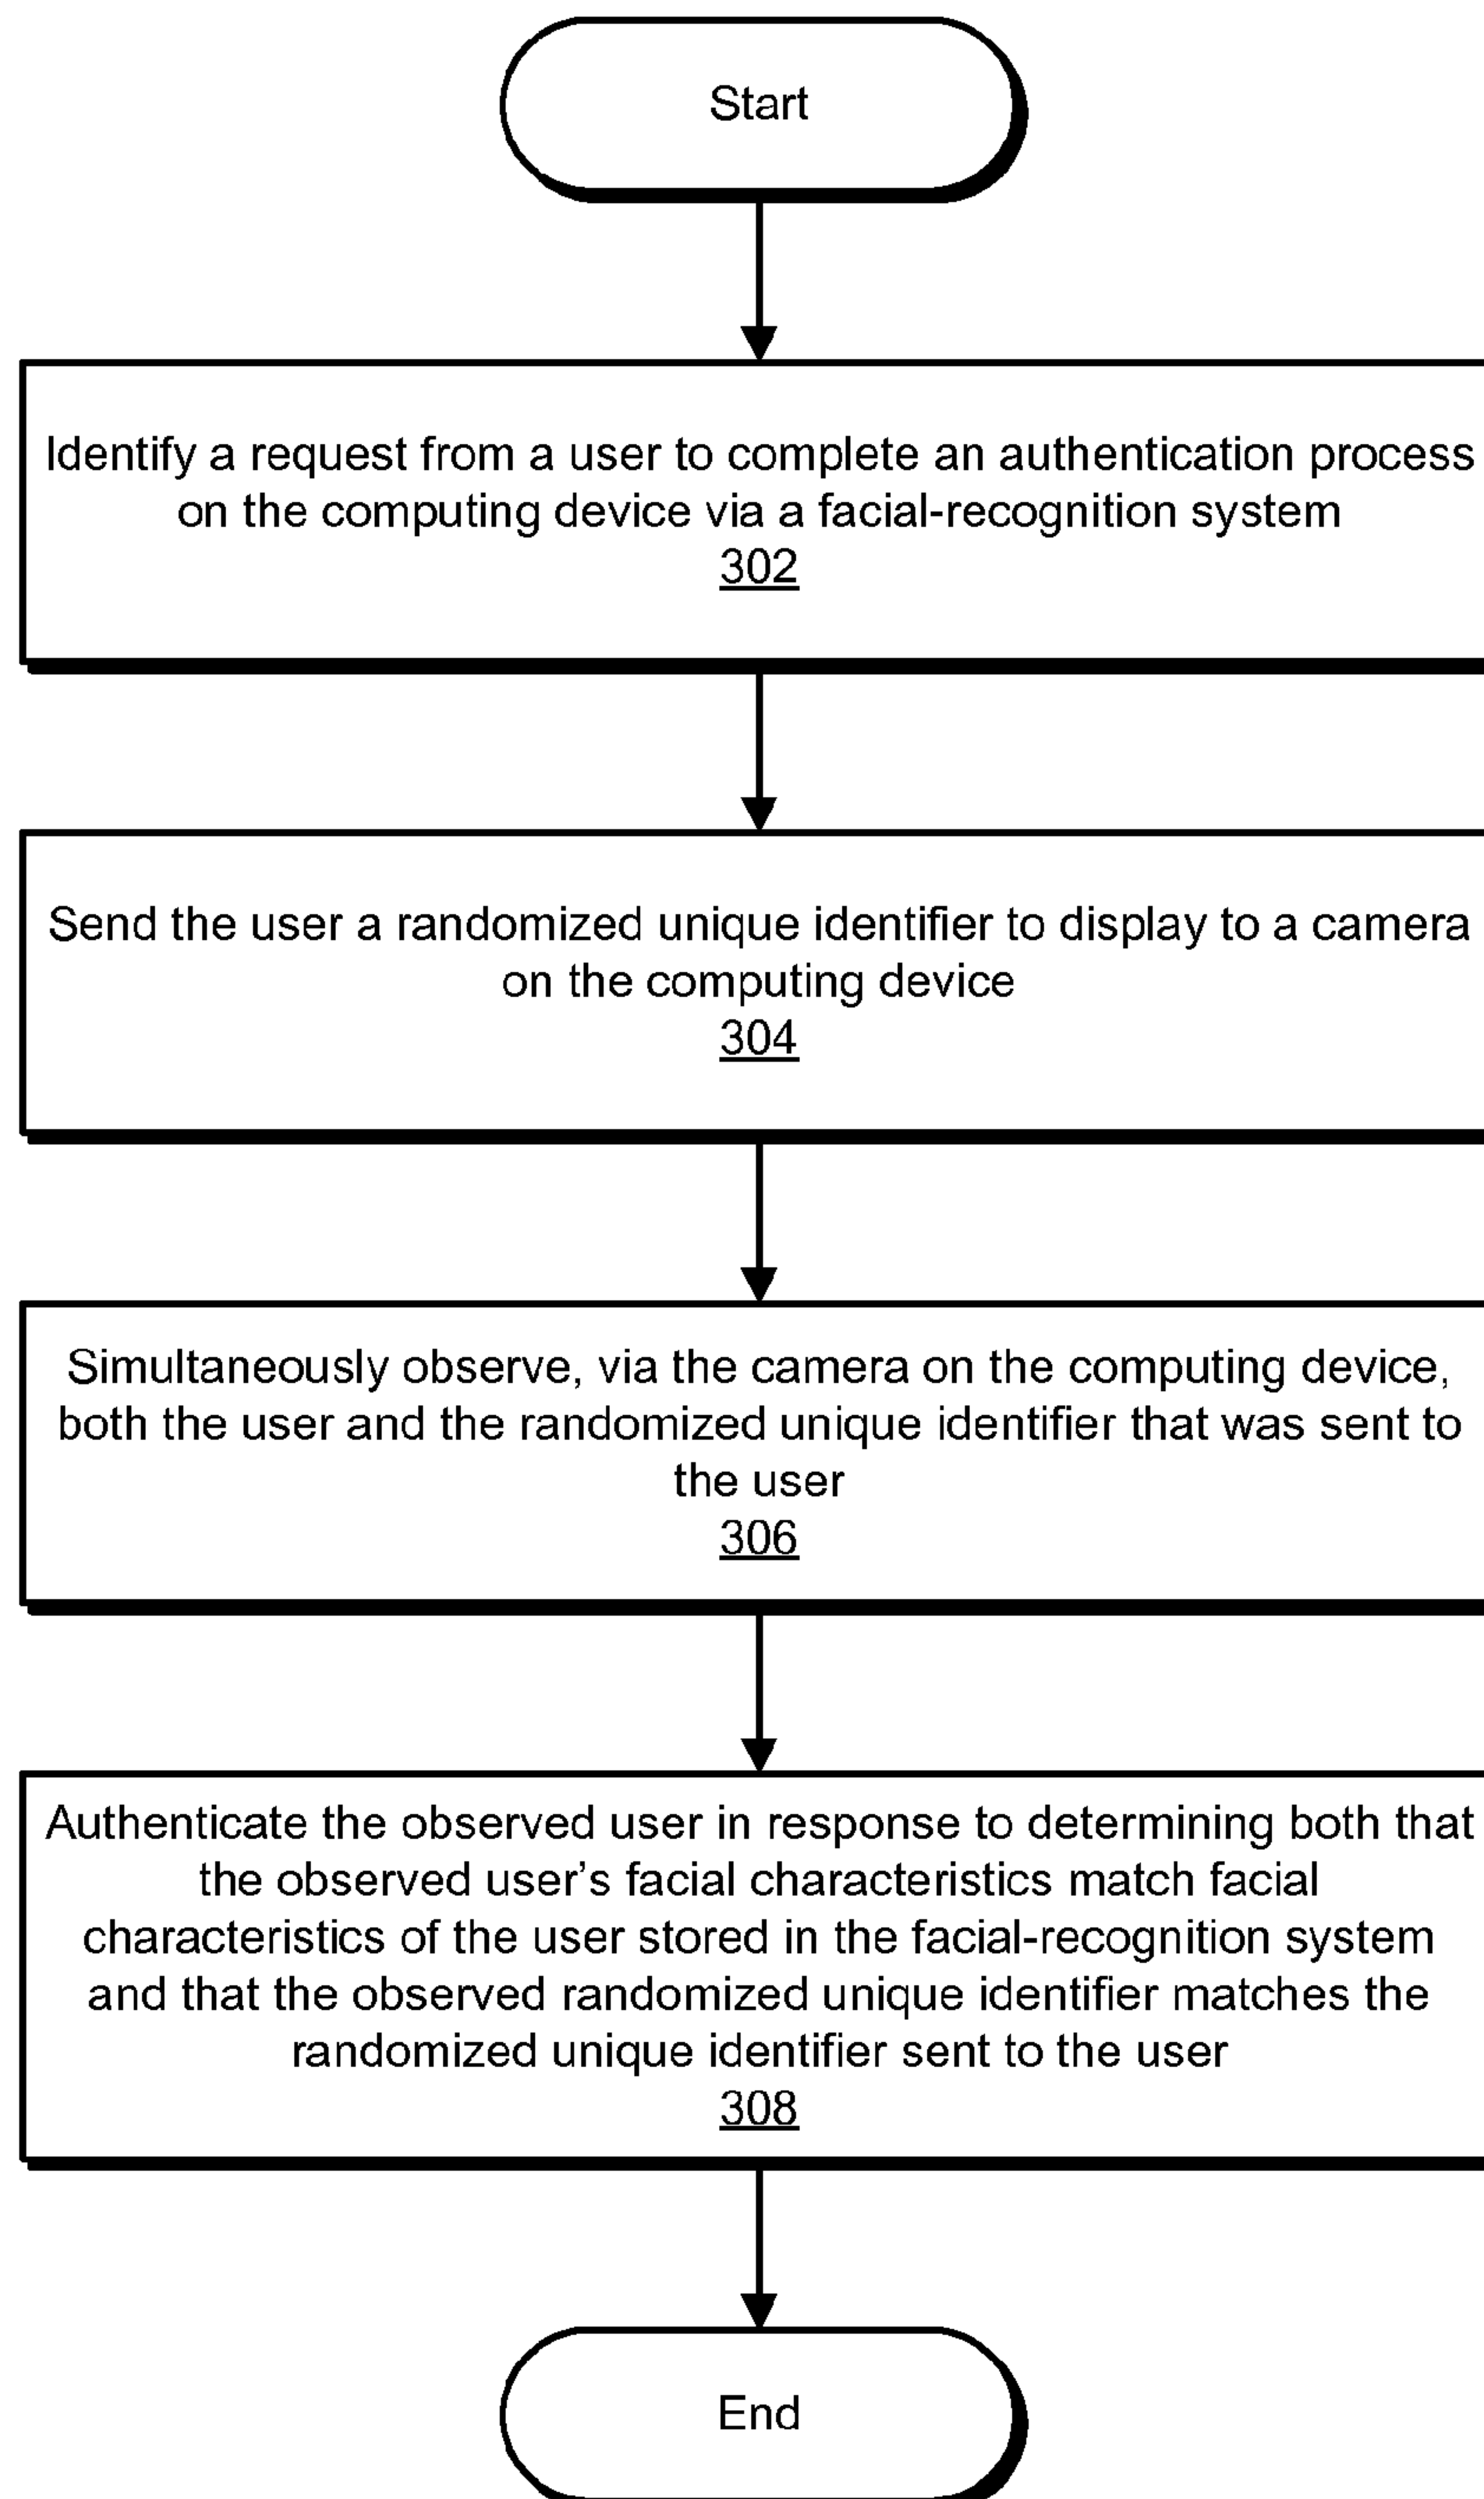 Start
Identify a request from a user to complete an authentication process
on the computing device via a facial-recognition system
302
Send the user a randomized unique identifier to display to a camera
on the computing device
304
Simultaneously observe, via the camera on the computing device,
both the user and the randomized unique identifier that was sent to
the user
306
Authenticate the observed user in response to determining both that
the observed user’s facial characteristics match facial
characteristics of the user stored in the facial-recognition system
and that the observed randomized unique identifier matches the
randomized unique identifier sent to the user
308
End